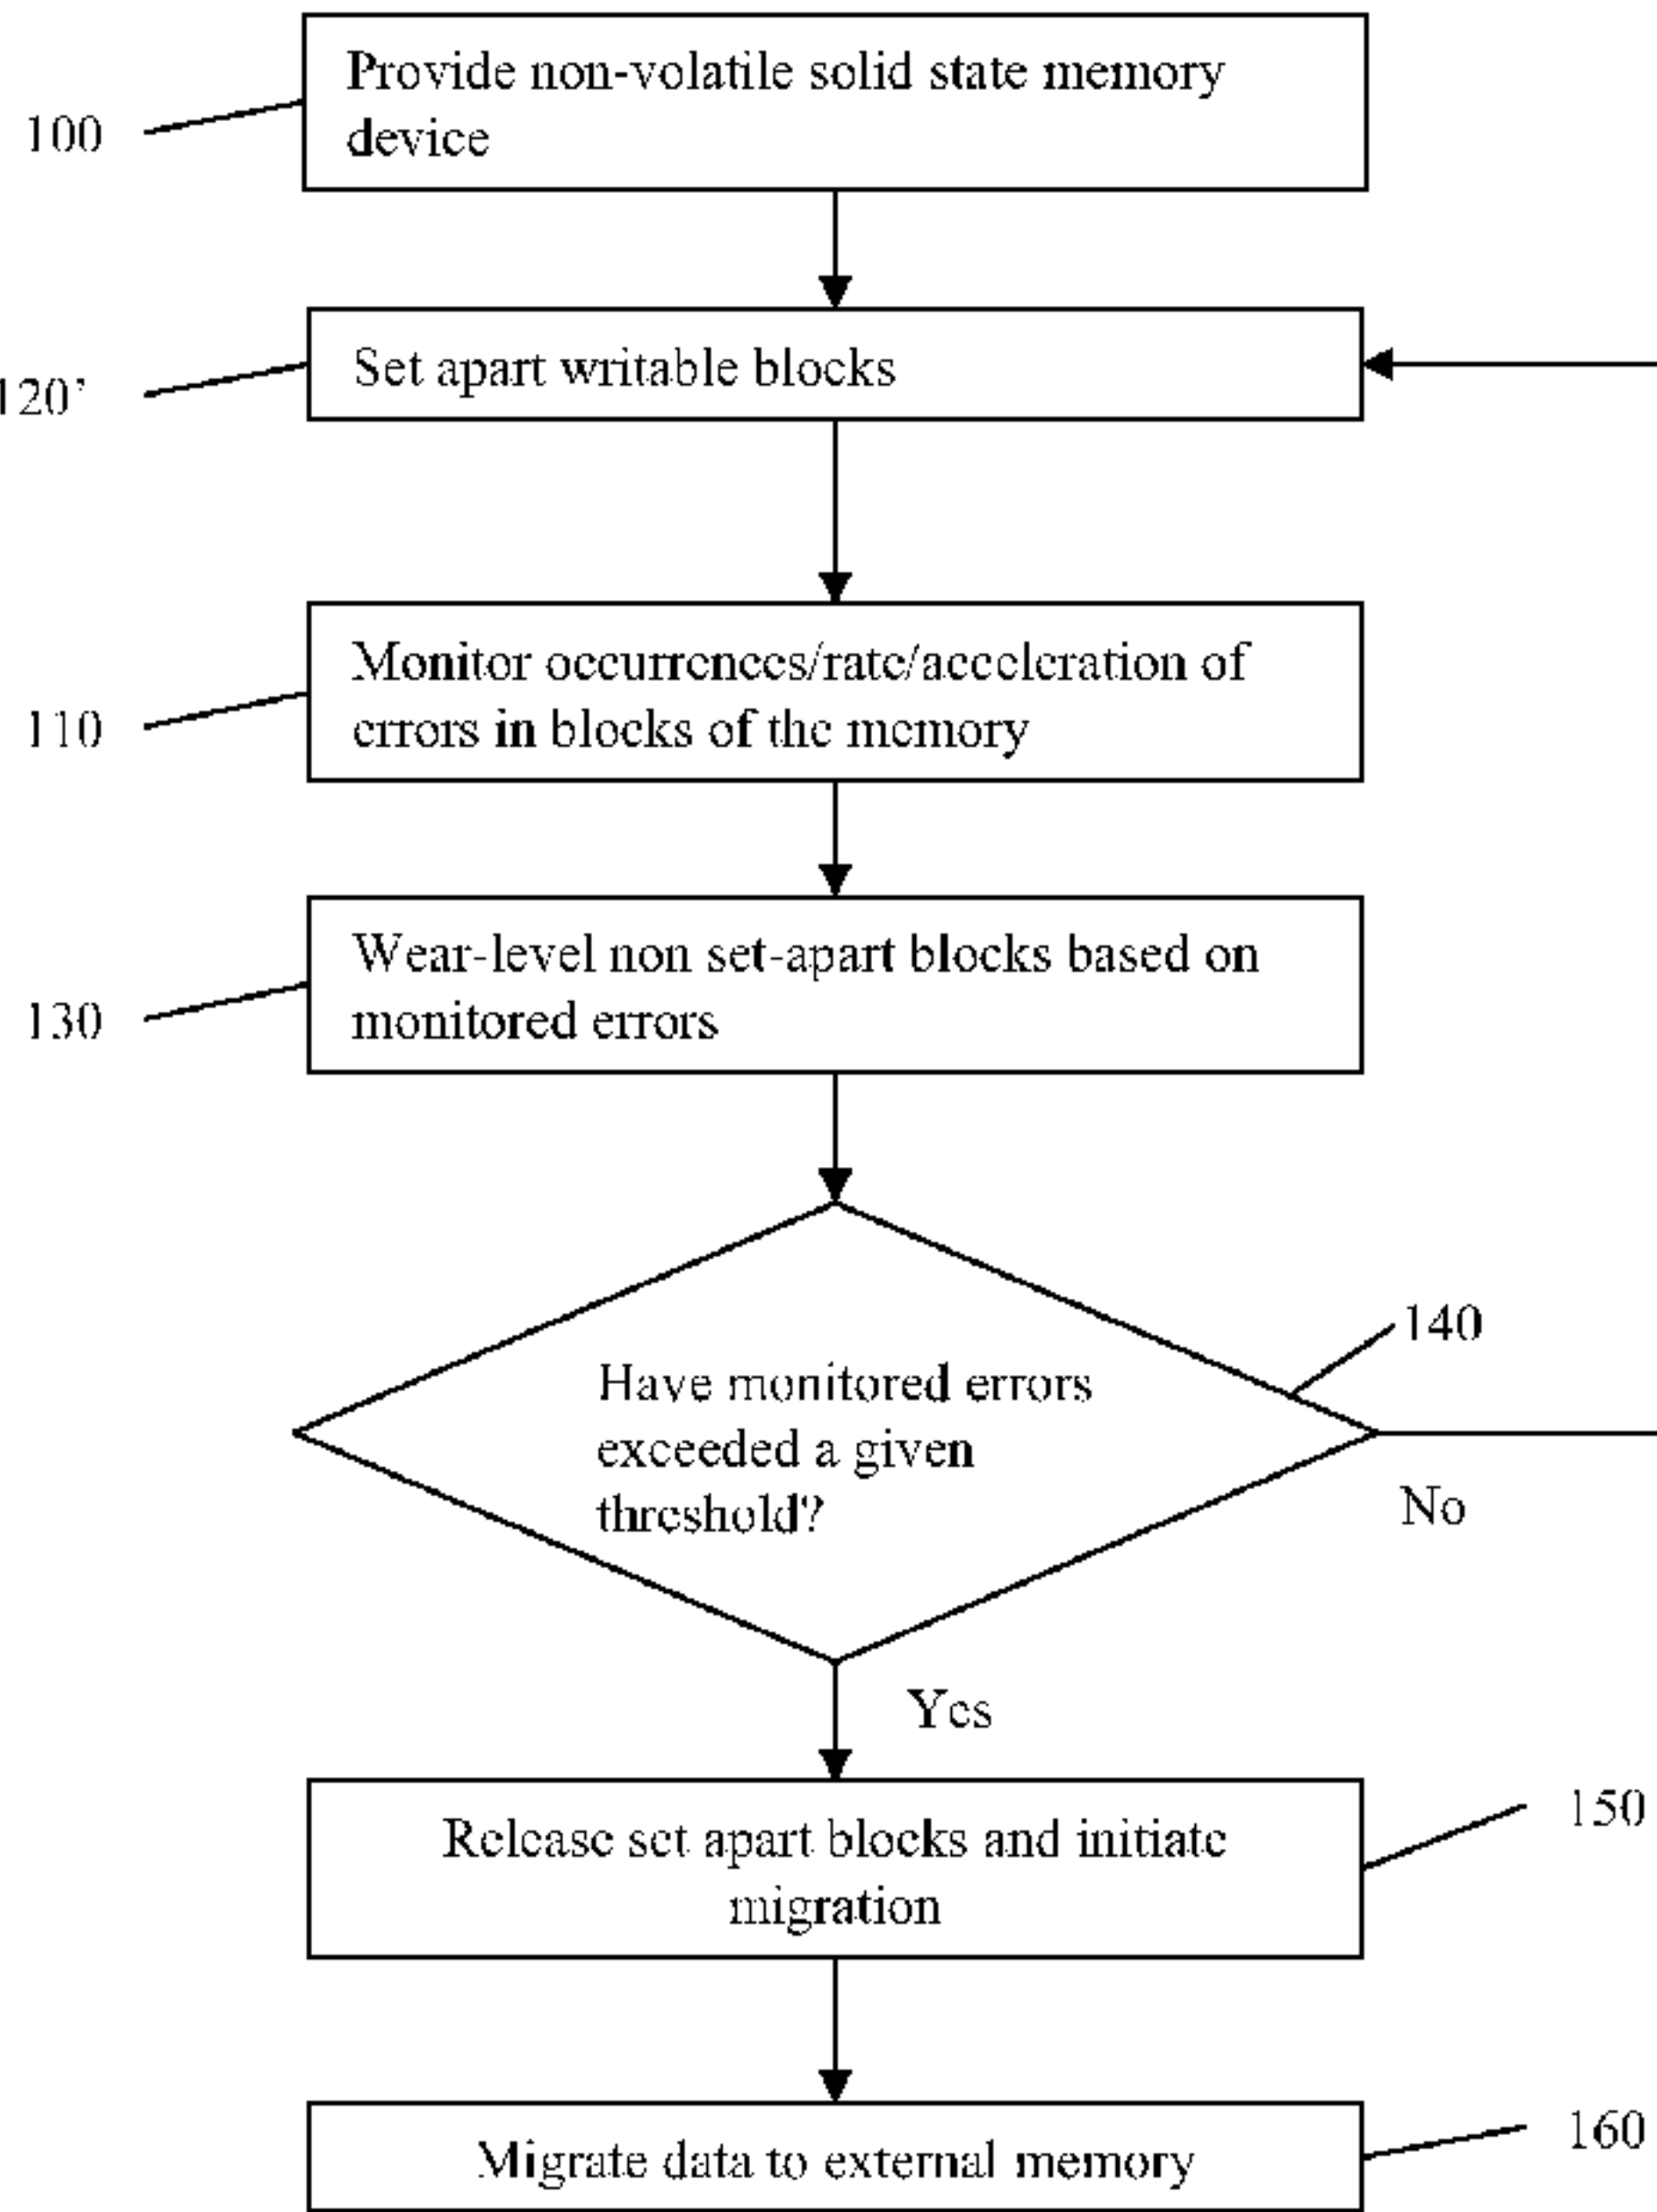 Provide non-volatile solid state memory
device
100
Set apart writable blocks
120’
Monitor occurrences/rate/acceleration of
errors in blocks of the memory
110
Wear-level non set-apart blocks based on
monitored errors
130
140
Have monitored errors
exceeded a given
threshold?
No
Yes
Release set apart blocks and initiate
migration
150
Migrate data to external memory
160